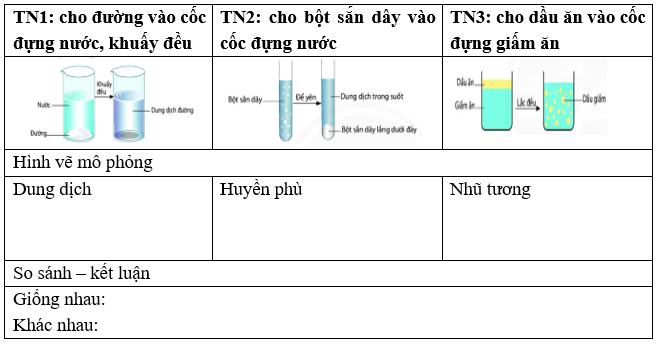 TN1: cho đường vào cốc
đựng nước, khuấy đều
TN2: cho bột sắn dây vào
cốc đựng nước
TN3: cho dầu ăn vào cốc
đựng giấm ăn
Khuấy
đều
Nước
Đường
Dung dịch đường
Bột sắn dây
Để yên
Dung dịch trong suốt
Bột sắn dây lắng dưới đáy
Dầu ăn
Giấm ăn
Lắc đều
Dầu giấm
Hình vẽ mô phỏng
Dung dịch
Huyền phù
Nhũ tương
So sánh – kết luận
Giống nhau:
Khác nhau: